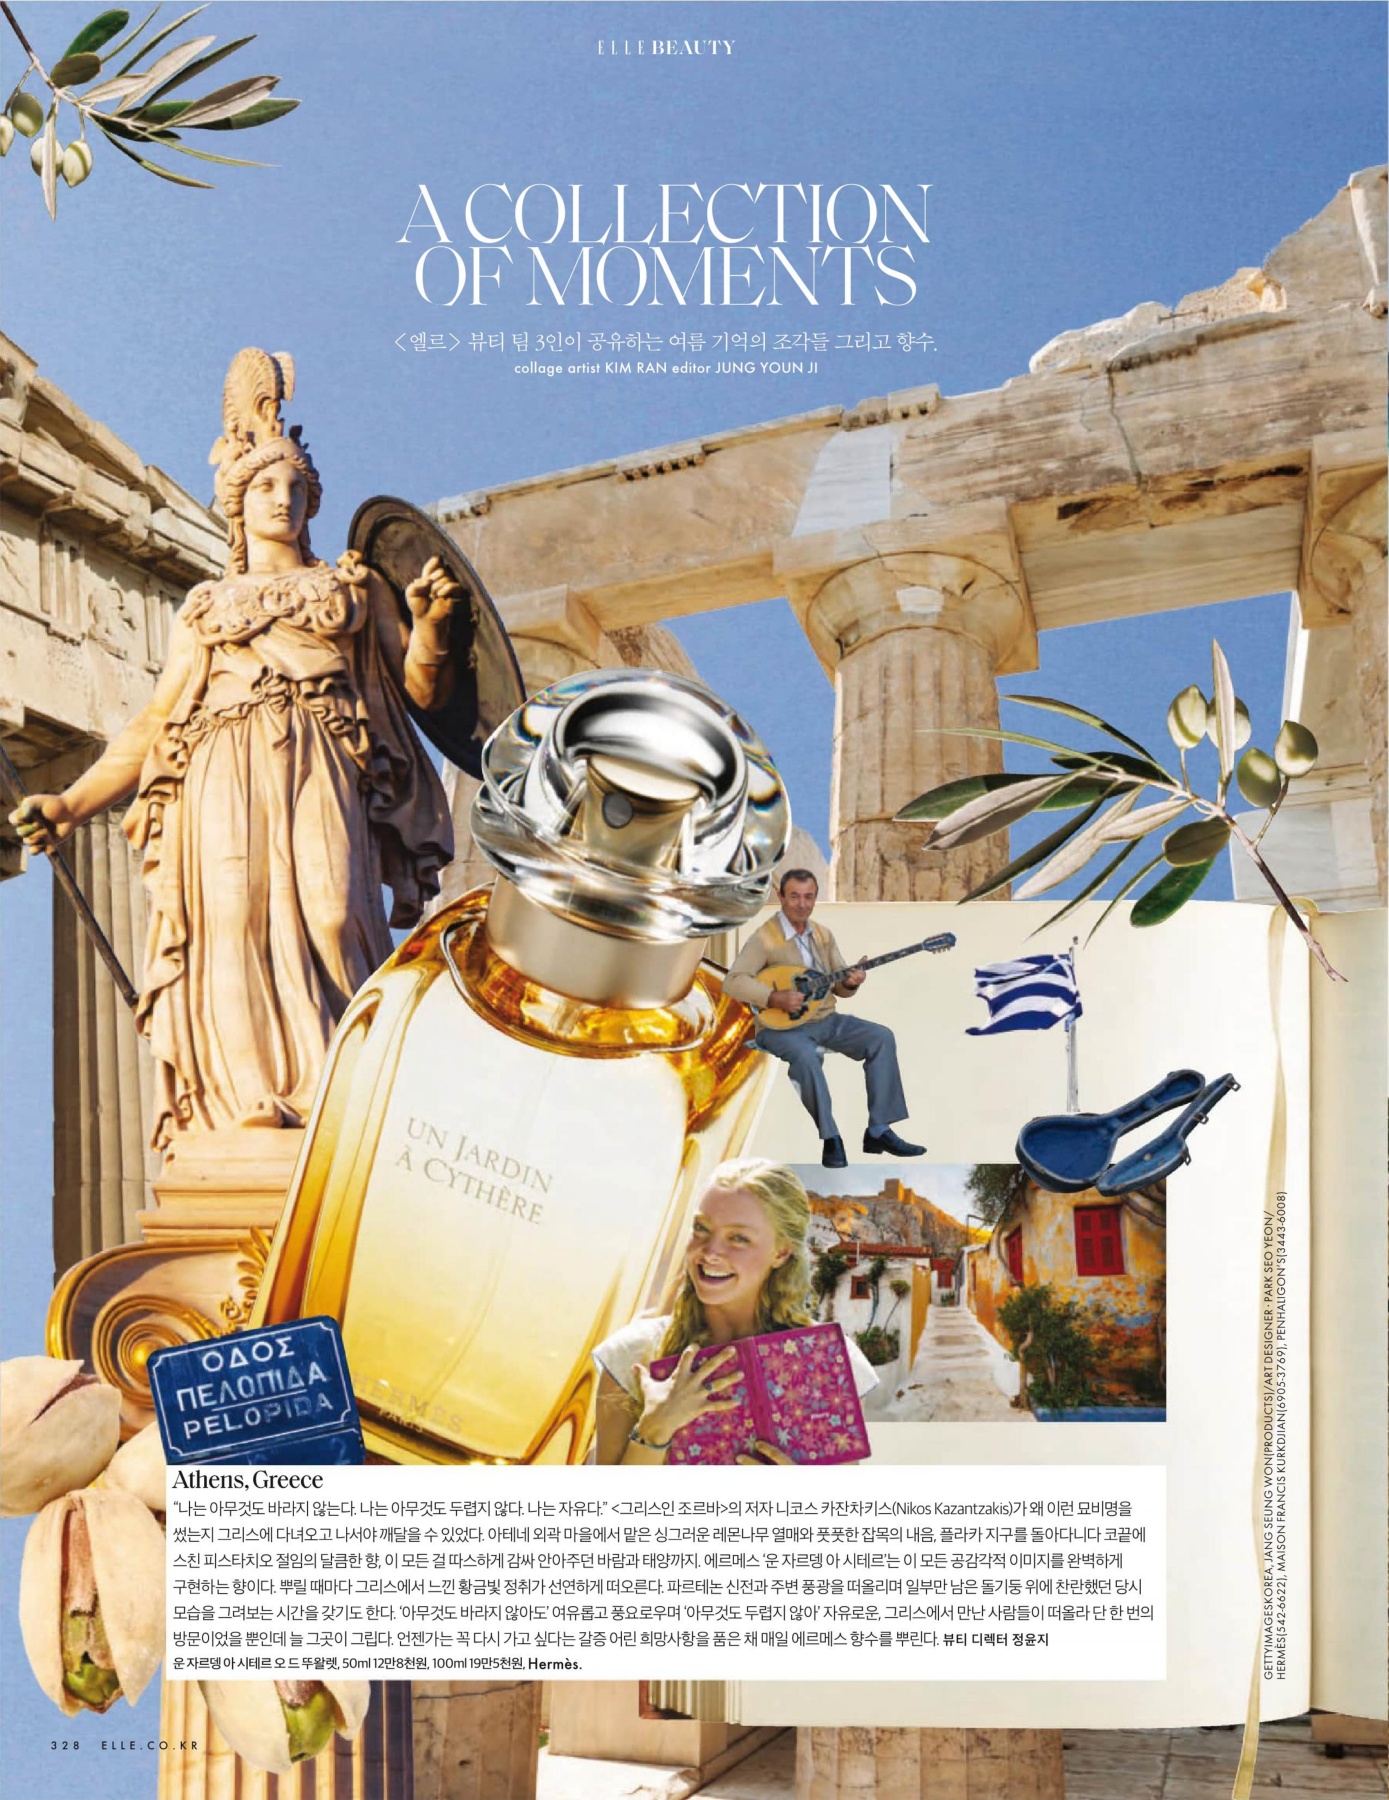 ELLE BEAUTY
A COLLECTION
OF MOMENTS
<엘르> 뷰티 팀 3인이 공유하는 여름 기억의 조각들 그리고 향수.
collage artist KIM RAN editor JUNG YOUN JI
UN JARDIN
À CYTHÈRE
HERMÈS
PARIS
ΟΔΟΣ
ΠΕΛΟΠΙΔΑ
PELOPIDA
2
Athens, Greece
“나는 아무것도 바라지 않는다. 나는 아무것도 두렵지 않다. 나는 자유다.” <그리스인 조르바>의 저자 니코스 카잔차키스(Nikos Kazantzakis)가 왜 이런 묘비명을
썼는지 그리스에 다녀오고 나서야 깨달을 수 있었다. 아테네 외곽 마을에서 맡은 싱그러운 레몬나무 열매와 풋풋한 잡목의 내음, 플라카 지구를 돌아다니다 코끝에
스친 피스타치오 절임의 달큼한 향, 이 모든 걸 따스하게 감싸 안아주던 바람과 태양까지. 에르메스 ‘운 자르뎅 아 시테르’는 이 모든 공감각적 이미지를 완벽하게
구현하는 향이다. 뿌릴 때마다 그리스에서 느낀 황금빛 정취가 선연하게 떠오른다. 파르테논 신전과 주변 풍광을 떠올리며 일부만 남은 돌기둥 위에 찬란했던 당시
모습을 그려보는 시간을 갖기도 한다. ‘아무것도 바라지 않아도’ 여유롭고 풍요로우며 ‘아무것도 두렵지 않아’ 자유로운, 그리스에서 만난 사람들이 떠올라 단 한 번의
방문이었을 뿐인데 늘 그곳이 그립다. 언젠가는 꼭 다시 가고 싶다는 갈증 어린 희망사항을 품은 채 매일 에르메스 향수를 뿌린다. 뷰티 디렉터 정윤지
운 자르뎅 아 시테르 오 드 뚜왈렛, 50ml 12만8천원, 100ml 19만5천원, Hermès.
GETTYIMAGESKOREA, JANG SEUNG WON(PRODUCTS)/ART DESIGNER · PARK SEO YEON/
HERMÈS(542-6622), MAISON FRANCIS KURKDJIAN(6905-3769), PENHALIGON'S(3443-6008)
328 ELLE.CO.KR